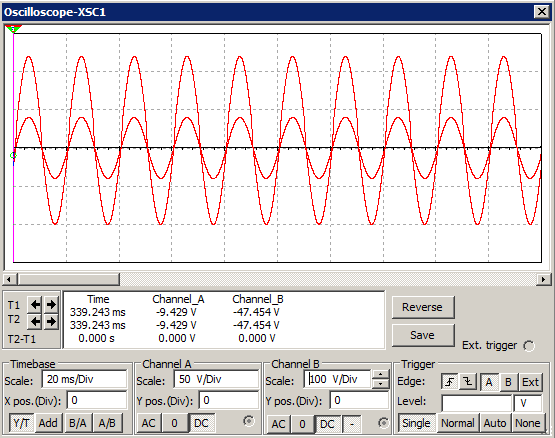 Oscilloscope-XSC1
T1
T2
T2-T1
Time Channel_A Channel_B
339.243 ms -9.429 V -47.454 V
339.243 ms -9.429 V -47.454 V
0.000 s 0.000 V 0.000 V
Reverse
Save
Ext. trigger
Timebase
Scale: 20 ms/Div
X pos.(Div): 0
Y/T Add B/A A/B
Channel A
Scale: 50 V/Div
Y pos.(Div): 0
AC 0 DC
Channel B
Scale: 100 V/Div
Y pos.(Div): 0
AC 0 DC -
Trigger
Edge: A B Ext
Level: V
Single Normal Auto None